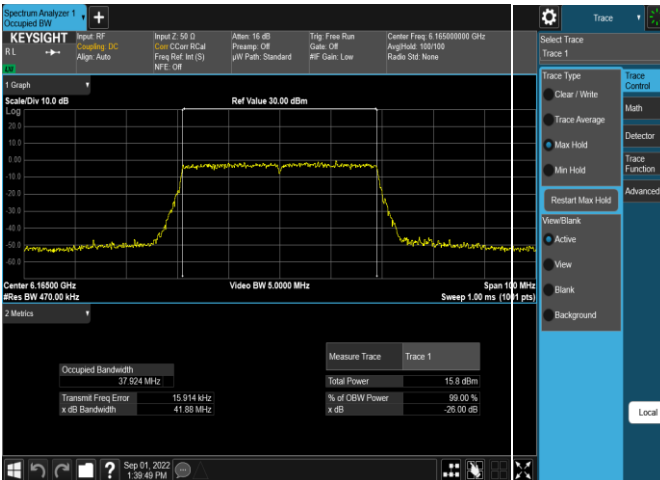 Spectrum Analyzer 1
Occupied BW
KEYSIGHT
R L
Input: RF
Coupling: DC
Align: Auto
Input Z: 50 Ω
Corr CCorr RCal
Freq Ref: Int (S)
NFE: Off
Atten: 16 dB
Preamp: Off
µW Path: Standard
Trig: Free Run
Gate: Off
#IF Gain: Low
Center Freq: 6.165000000 GHz
Avg|Hold: 100/100
Radio Std: None
1 Graph
Scale/Div 10.0 dB
Ref Value 30.00 dBm
Log
20.0
10.0
0.00
-10.0
-20.0
-30.0
-40.0
-50.0
-60.0
Center 6.16500 GHz
Video BW 5.0000 MHz
Span 100 MHz
#Res BW 470.00 kHz
Sweep 1.00 ms (1001 pts)
2 Metrics
Occupied Bandwidth
37.924 MHz
Transmit Freq Error 15.914 kHz
x dB Bandwidth 41.88 MHz
Measure Trace Trace 1
Total Power 15.8 dBm
% of OBW Power 99.00 %
x dB -26.00 dB
Sep 01, 2022
1:39:49 PM
Trace
Select Trace
Trace 1
Trace Type
Clear / Write
Trace Average
Max Hold
Min Hold
Restart Max Hold
View/Blank
Active
View
Blank
Background
Trace
Control
Math
Detector
Trace
Function
Advanced
Local